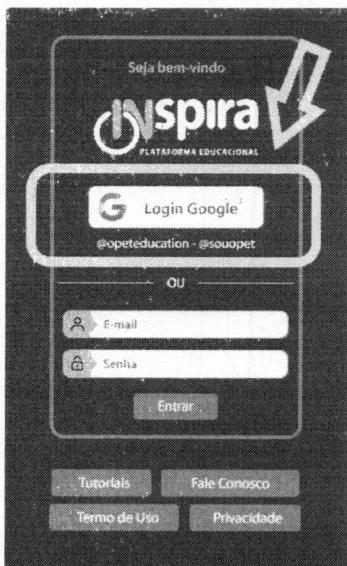 Seja bem-vindo
INspira
PLATAFORMA EDUCACIONAL
G Login Google
@opeteducation - @souopet
OU
E-mail
Senha
Entrar
Tutoriais Fale Conosco
Termo de Uso Privacidade